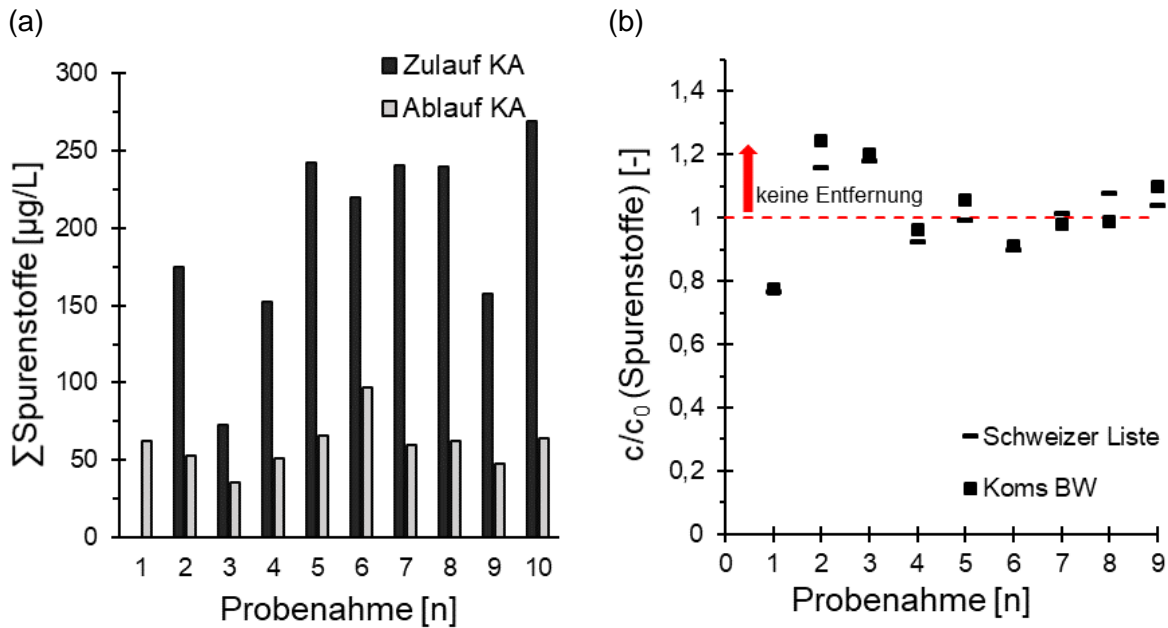 (a)
(b)
Zulauf KA
Ablauf KA
∑Spurenstoffe [µg/L]
300
250
200
150
100
50
0
1 2 3 4 5 6 7 8 9 10
Probenahme [n]
c/c₀ (Spurenstoffe) [-]
1,4
1,2
1
0,8
0,6
0,4
0,2
0
keine Entfernung
Schweizer Liste
Koms BW
0 1 2 3 4 5 6 7 8 9
Probenahme [n]